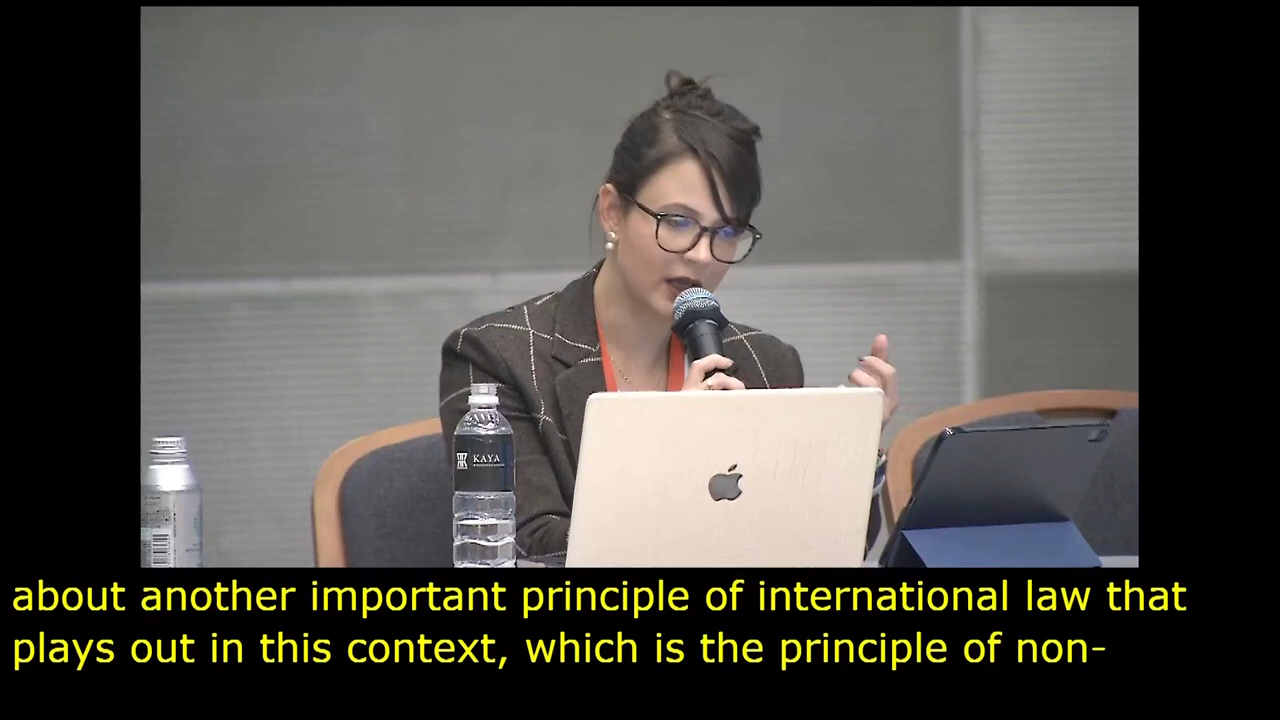 KAYA
about another important principle of international law that
plays out in this context, which is the principle of non-